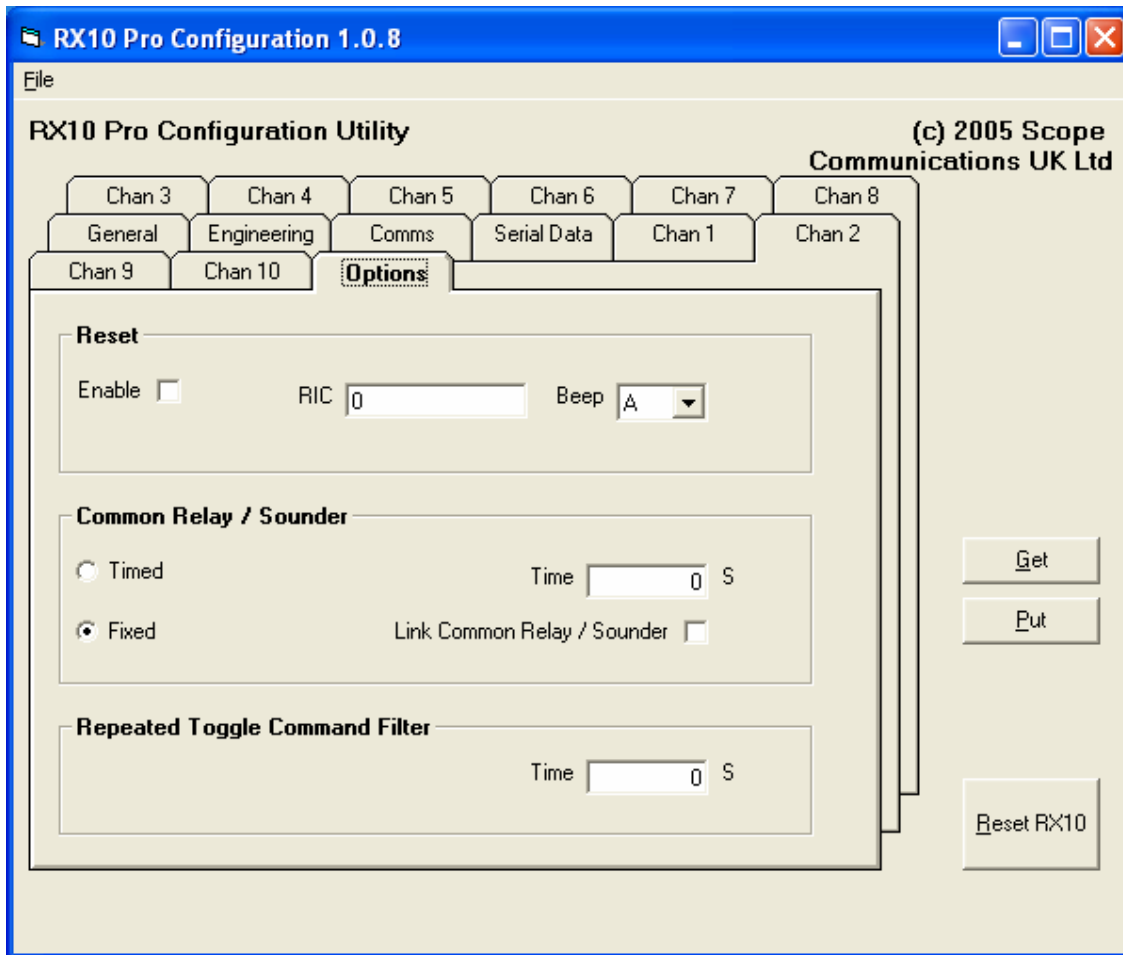 RX10 Pro Configuration 1.0.8
File
RX10 Pro Configuration Utility
(c) 2005 Scope
Communications UK Ltd
Chan 3 Chan 4 Chan 5 Chan 6 Chan 7 Chan 8
General Engineering Comms Serial Data Chan 1 Chan 2
Chan 9 Chan 10 Options
Reset
Enable RIC 0 Beep A
Common Relay / Sounder
Timed Time 0 S
Fixed Link Common Relay / Sounder
Repeated Toggle Command Filter
Time 0 S
Get
Put
Reset RX10